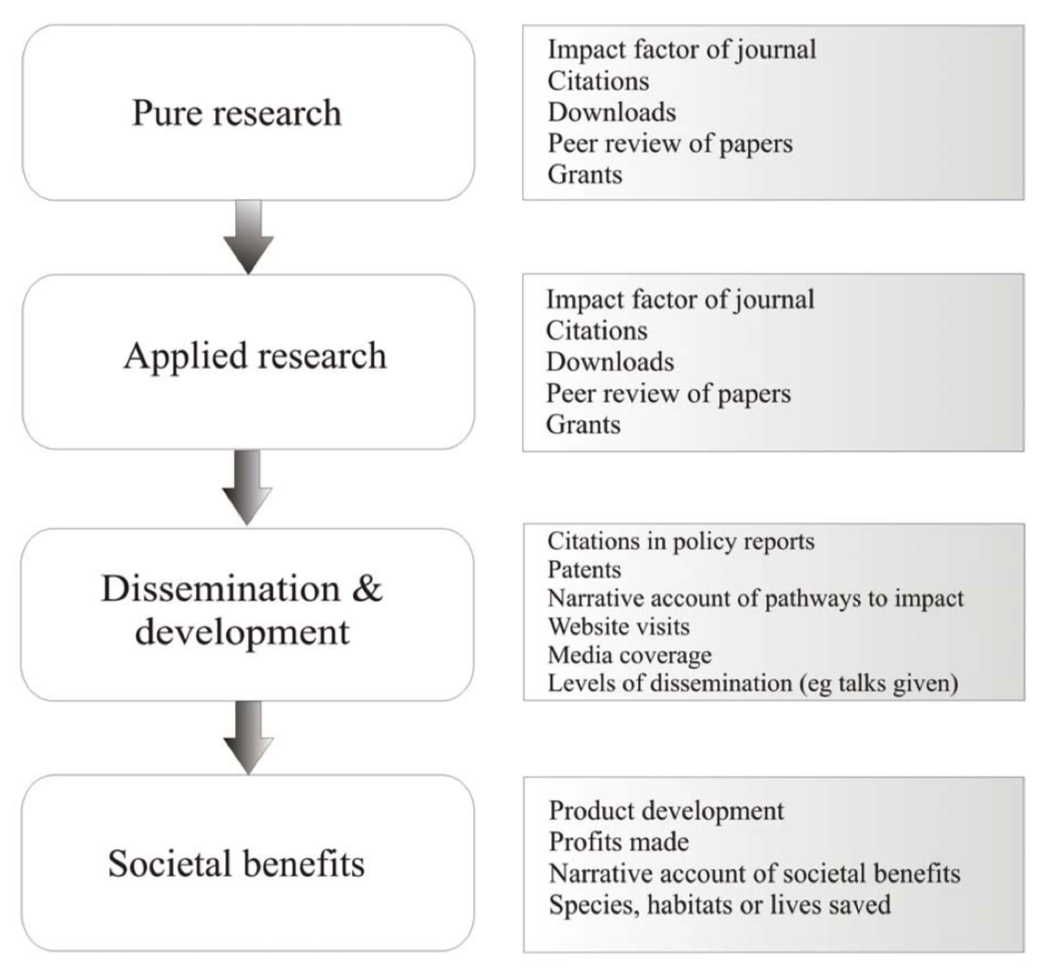 Pure research
Impact factor of journal
Citations
Downloads
Peer review of papers
Grants
Applied research
Impact factor of journal
Citations
Downloads
Peer review of papers
Grants
Dissemination &
development
Citations in policy reports
Patents
Narrative account of pathways to impact
Website visits
Media coverage
Levels of dissemination (eg talks given)
Societal benefits
Product development
Profits made
Narrative account of societal benefits
Species, habitats or lives saved